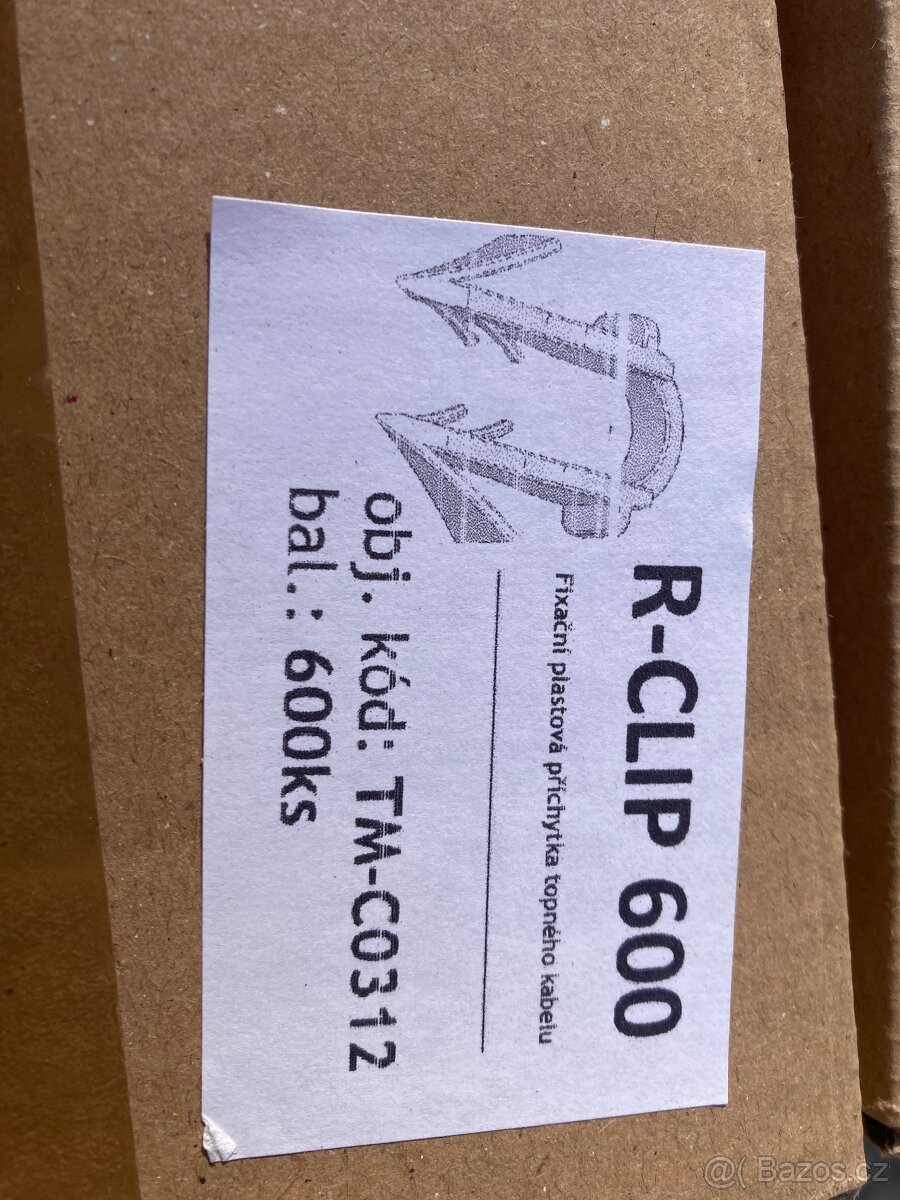 R-CLIP 600
Fixační plastová příchytka topného kabelu
obj. kód: TM-C0312
bal.: 600ks
@( Bazos.cz